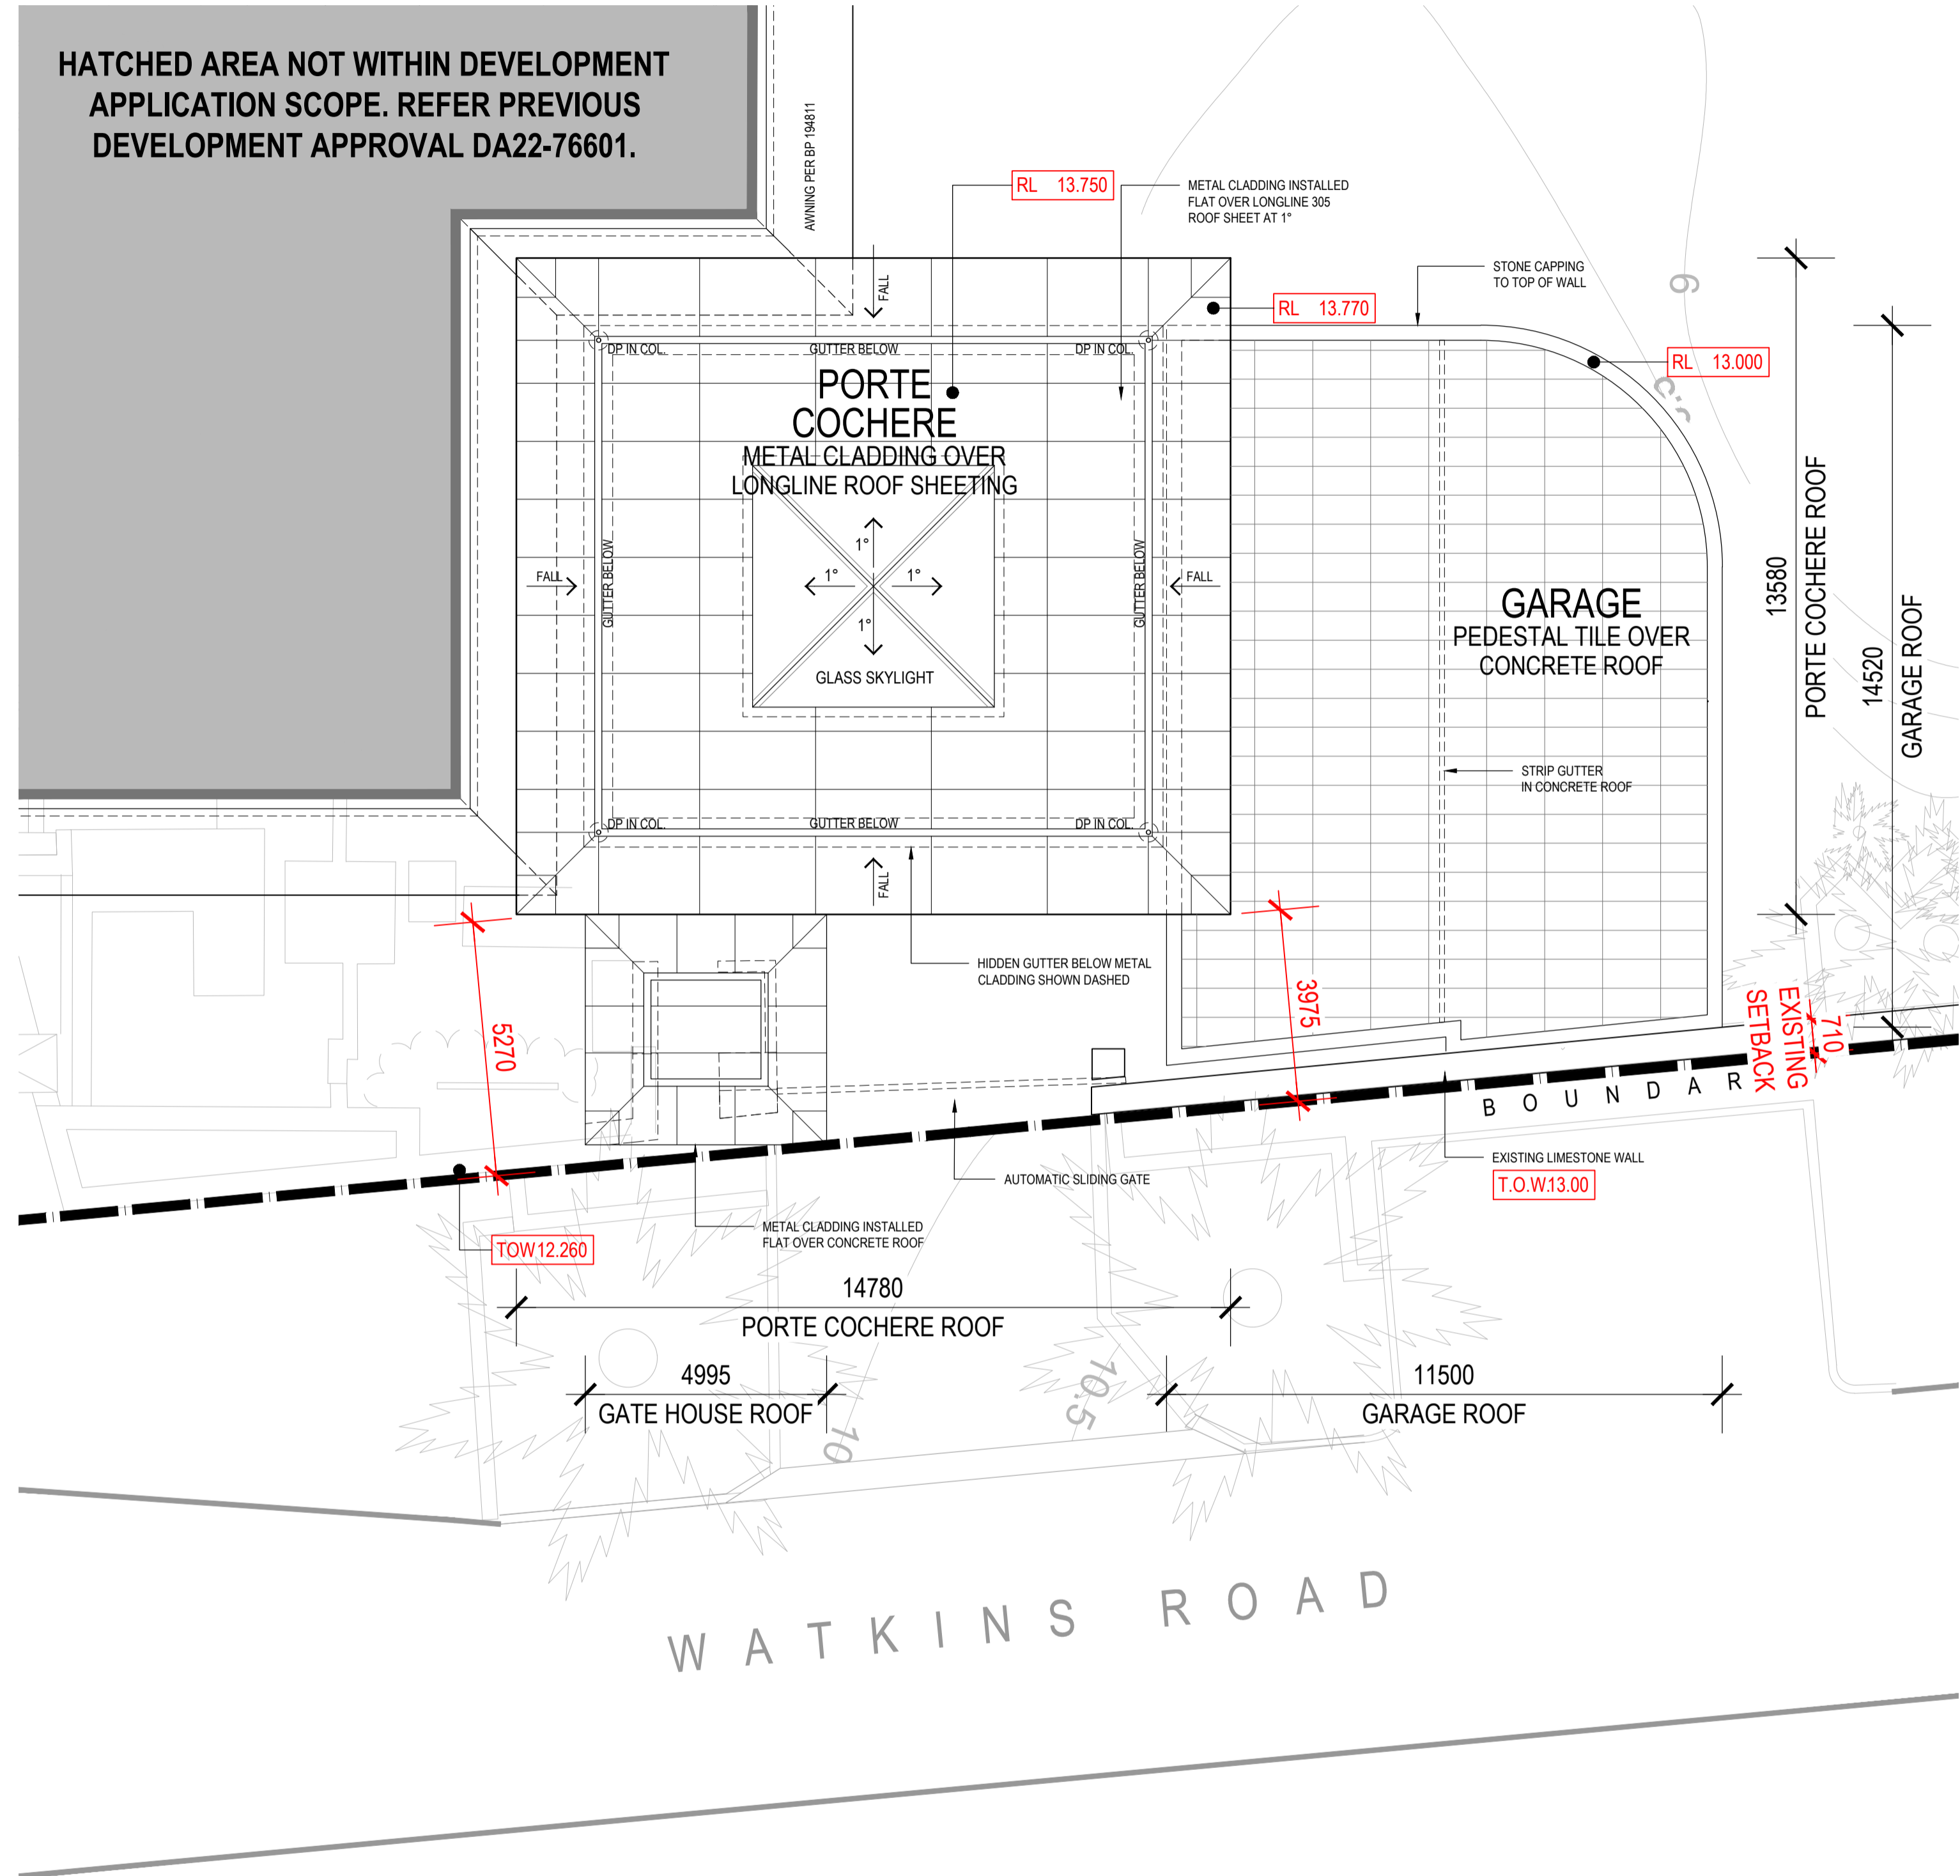 HATCHED AREA NOT WITHIN DEVELOPMENT
APPLICATION SCOPE. REFER PREVIOUS
DEVELOPMENT APPROVAL DA22-76601.
AWNING PER BP 194811
RL 13.750
METAL CLADDING INSTALLED
FLAT OVER LONGLINE 305
ROOF SHEET AT 1°
FALL
STONE CAPPING
TO TOP OF WALL
9
RL 13.770
RL 13.000
DP IN COL.
GUTTER BELOW
DP IN COL.
PORTE
COCHERE
METAL CLADDING OVER
LONGLINE ROOF SHEETING
1°
1°
1°
1°
GLASS SKYLIGHT
FALL
GUTTER BELOW
GUTTER BELOW
FALL
GARAGE
PEDESTAL TILE OVER
CONCRETE ROOF
13580
PORTE COCHERE ROOF
14520
GARAGE ROOF
STRIP GUTTER
IN CONCRETE ROOF
DP IN COL.
GUTTER BELOW
DP IN COL.
FALL
HIDDEN GUTTER BELOW METAL
CLADDING SHOWN DASHED
5270
3975
710
EXISTING
SETBACK
BOUNDAR
EXISTING LIMESTONE WALL
T.O.W.13.00
AUTOMATIC SLIDING GATE
METAL CLADDING INSTALLED
FLAT OVER CONCRETE ROOF
TOW12.260
14780
PORTE COCHERE ROOF
4995
GATE HOUSE ROOF
11500
GARAGE ROOF
10
10.5
WATKINS ROAD